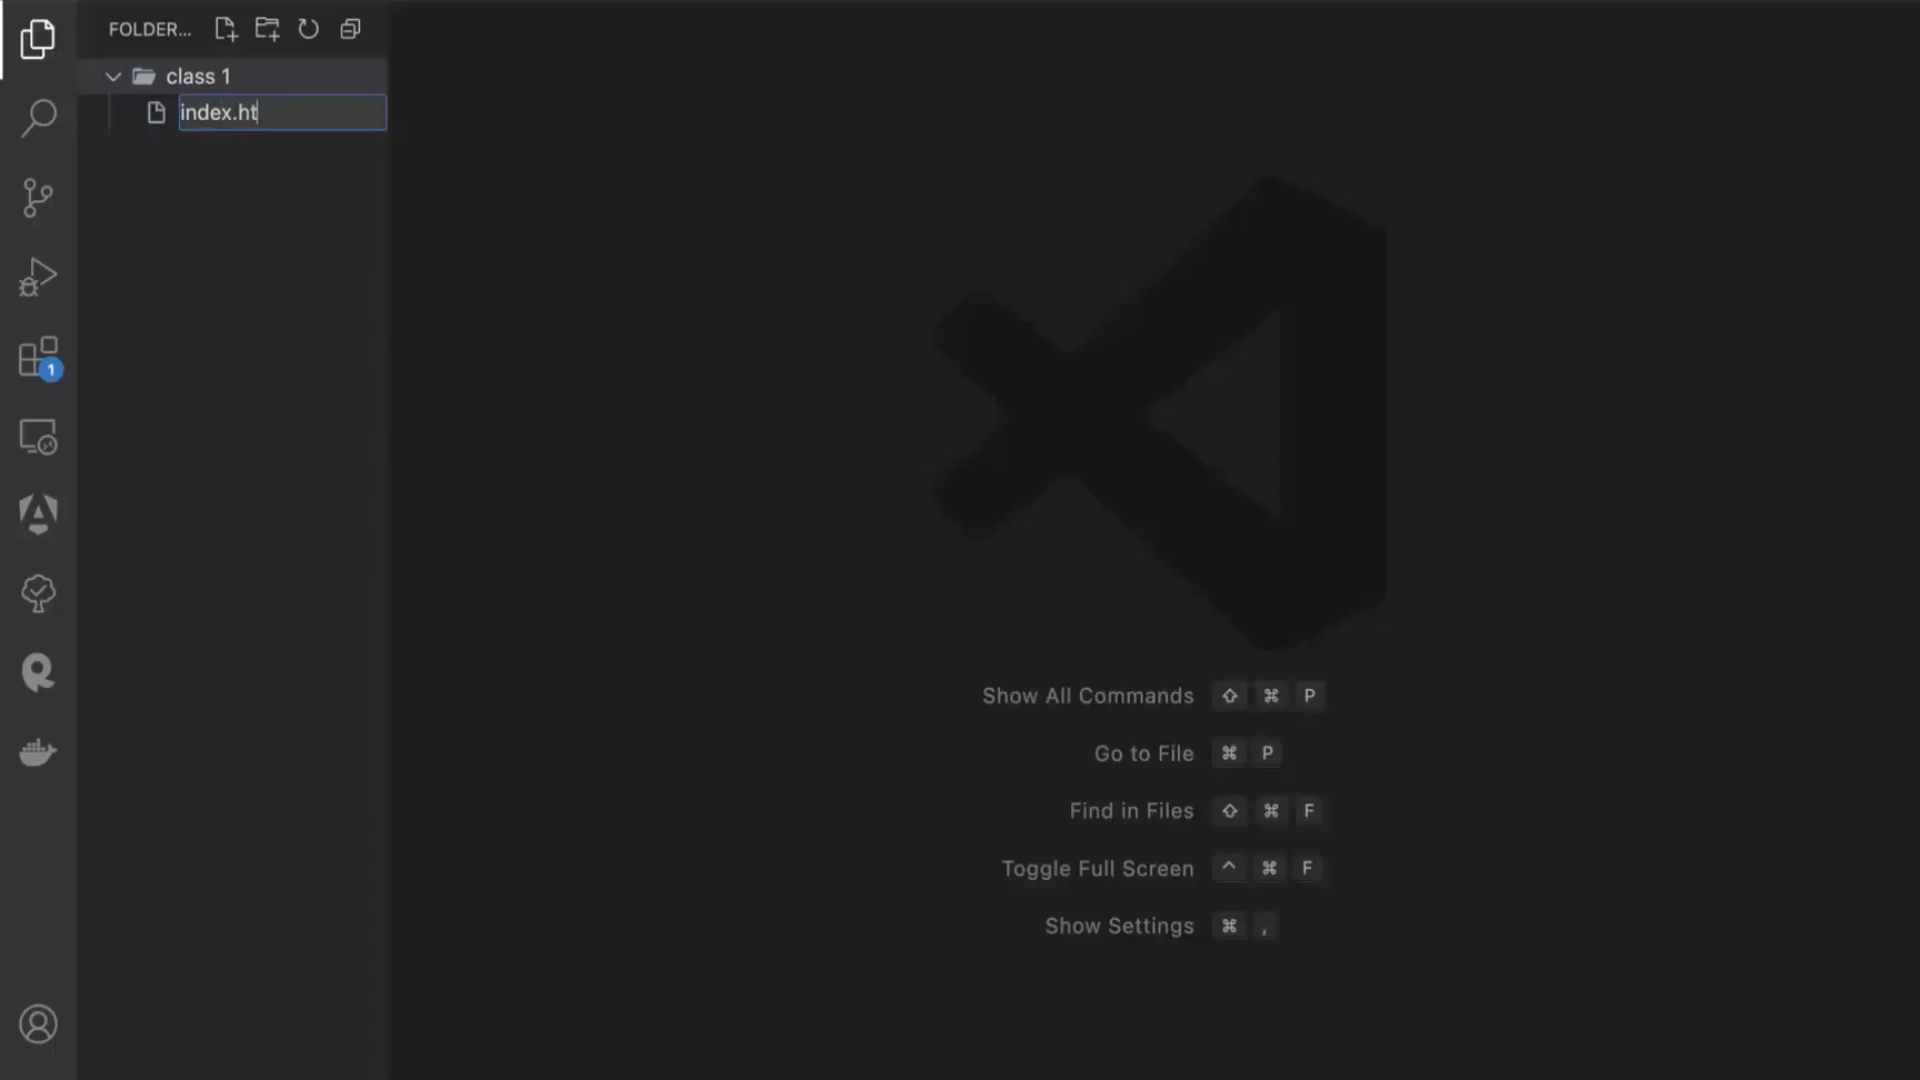 FOLDER...
class 1
index.ht
1
Show All Commands ⇧ ⌘ P
Go to File ⌘ P
Find in Files ⇧ ⌘ F
Toggle Full Screen ^ ⌘ F
Show Settings ⌘ ,